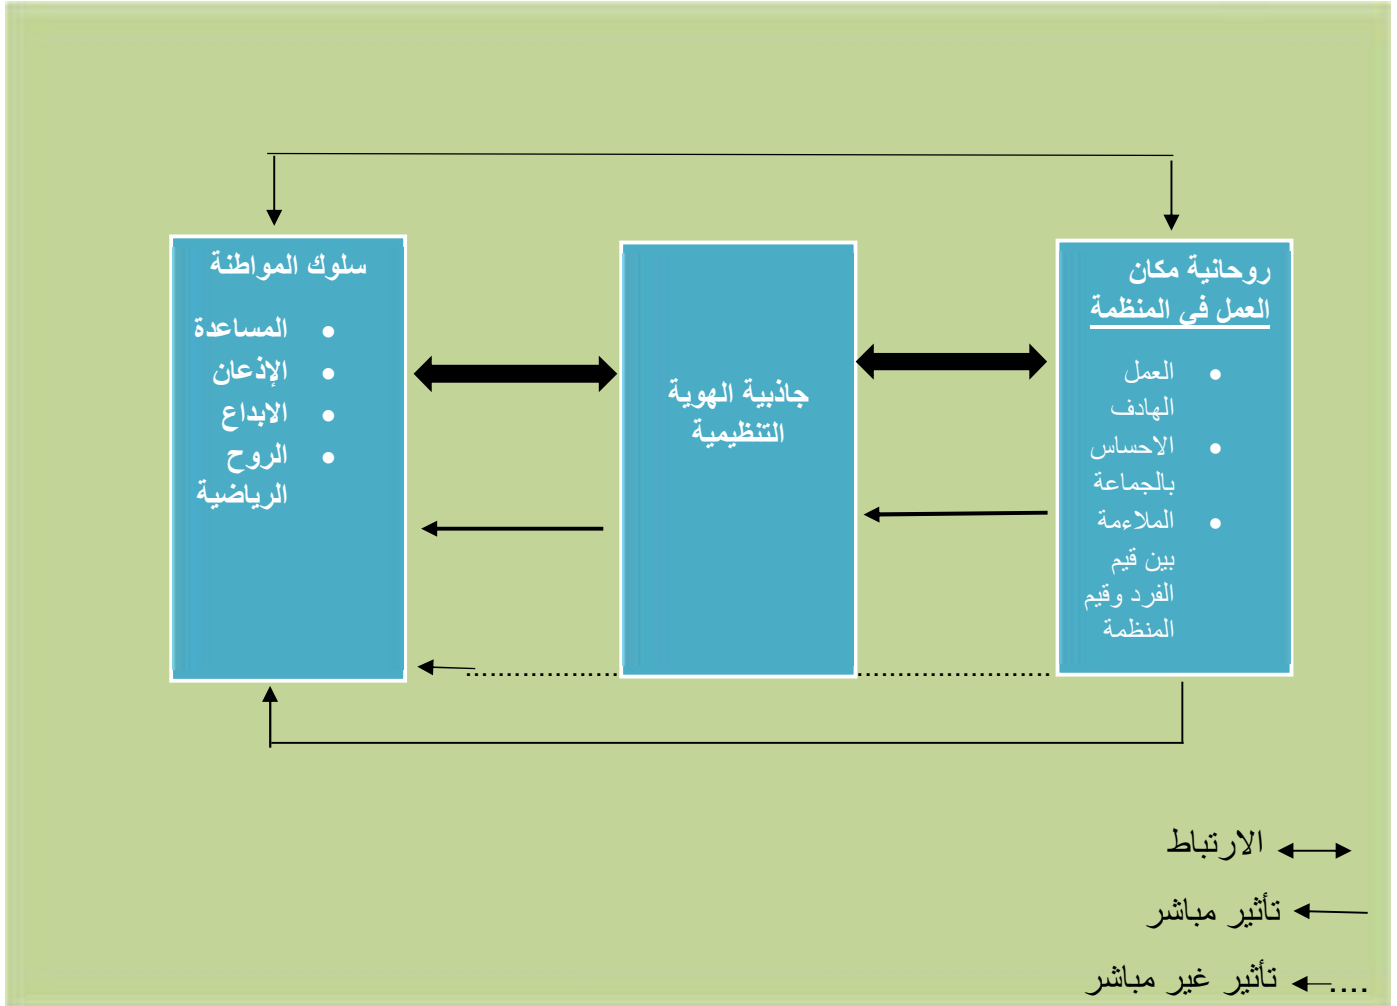 روحانية مكان
العمل في المنظمة
• العمل
الهادف
• الاحساس
بالجماعة
• الملاءمة
بين قيم
الفرد وقيم
المنظمة
جاذبية الهوية
التنظيمية
سلوك المواطنة
• المساعدة
• الإذعان
• الابداع
• الروح
الرياضية
الارتباط
تأثير مباشر
تأثير غير مباشر